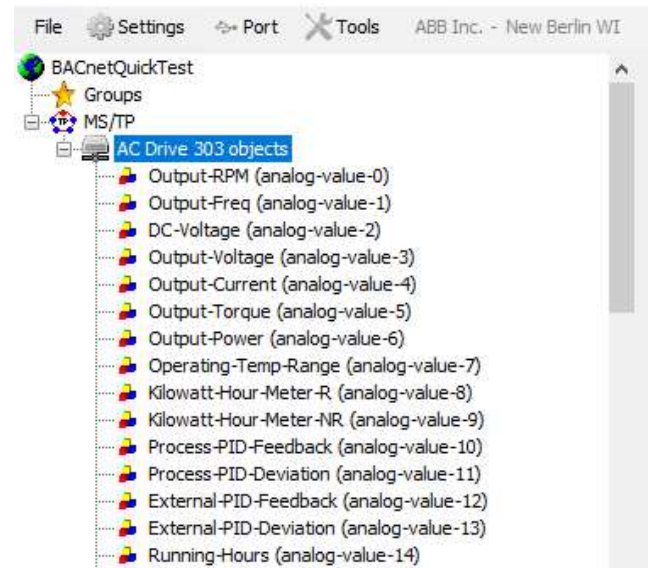 File Settings Port Tools ABB Inc. - New Berlin WI
BACnetQuickTest
Groups
MS/TP
AC Drive 303 objects
Output-RPM (analog-value-0)
Output-Freq (analog-value-1)
DC-Voltage (analog-value-2)
Output-Voltage (analog-value-3)
Output-Current (analog-value-4)
Output-Torque (analog-value-5)
Output-Power (analog-value-6)
Operating-Temp-Range (analog-value-7)
Kilowatt-Hour-Meter-R (analog-value-8)
Kilowatt-Hour-Meter-NR (analog-value-9)
Process-PID-Feedback (analog-value-10)
Process-PID-Deviation (analog-value-11)
External-PID-Feedback (analog-value-12)
External-PID-Deviation (analog-value-13)
Running-Hours (analog-value-14)